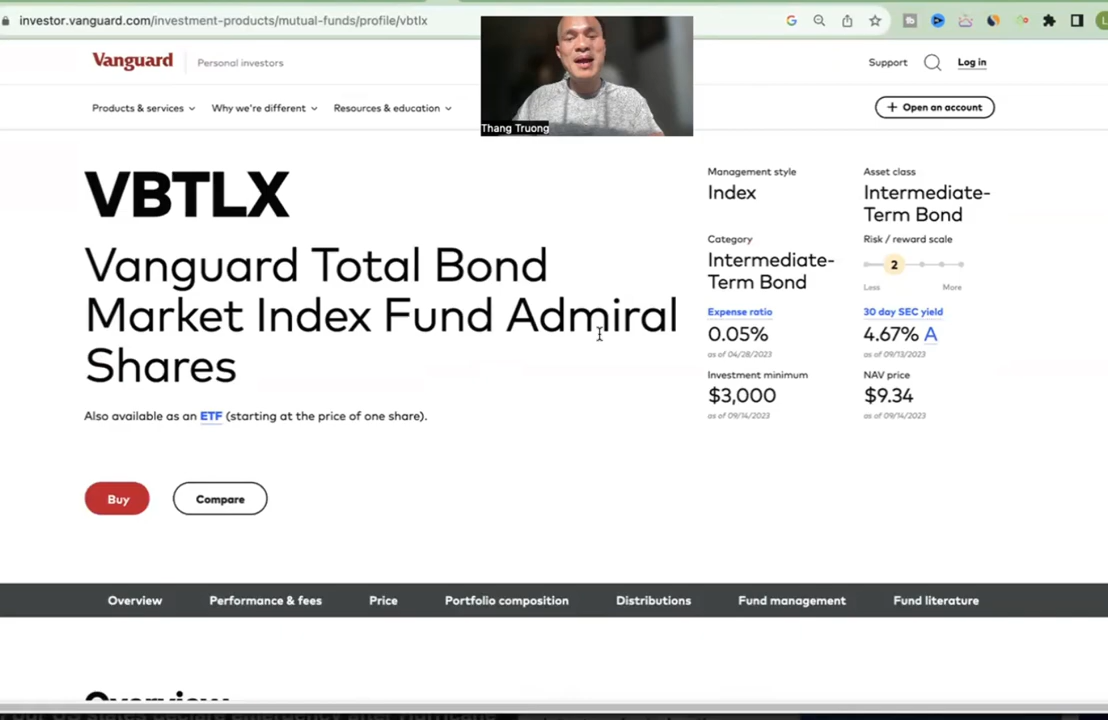 investor.vanguard.com/investment-products/mutual-funds/profile/vbtlx
Vanguard
Personal investors
Support
Log in
Products & services
Why we're different
Resources & education
+ Open an account
Thang Truong
VBTLX
Vanguard Total Bond
Market Index Fund Admiral
Shares
Also available as an ETF (starting at the price of one share).
Buy
Compare
Management style
Index
Asset class
Intermediate-
Term Bond
Category
Intermediate-
Term Bond
Risk / reward scale
2
Less
More
Expense ratio
0.05%
as of 04/28/2023
30 day SEC yield
4.67% A
as of 09/13/2023
Investment minimum
$3,000
as of 09/14/2023
NAV price
$9.34
as of 09/14/2023
Overview
Performance & fees
Price
Portfolio composition
Distributions
Fund management
Fund literature
Overview